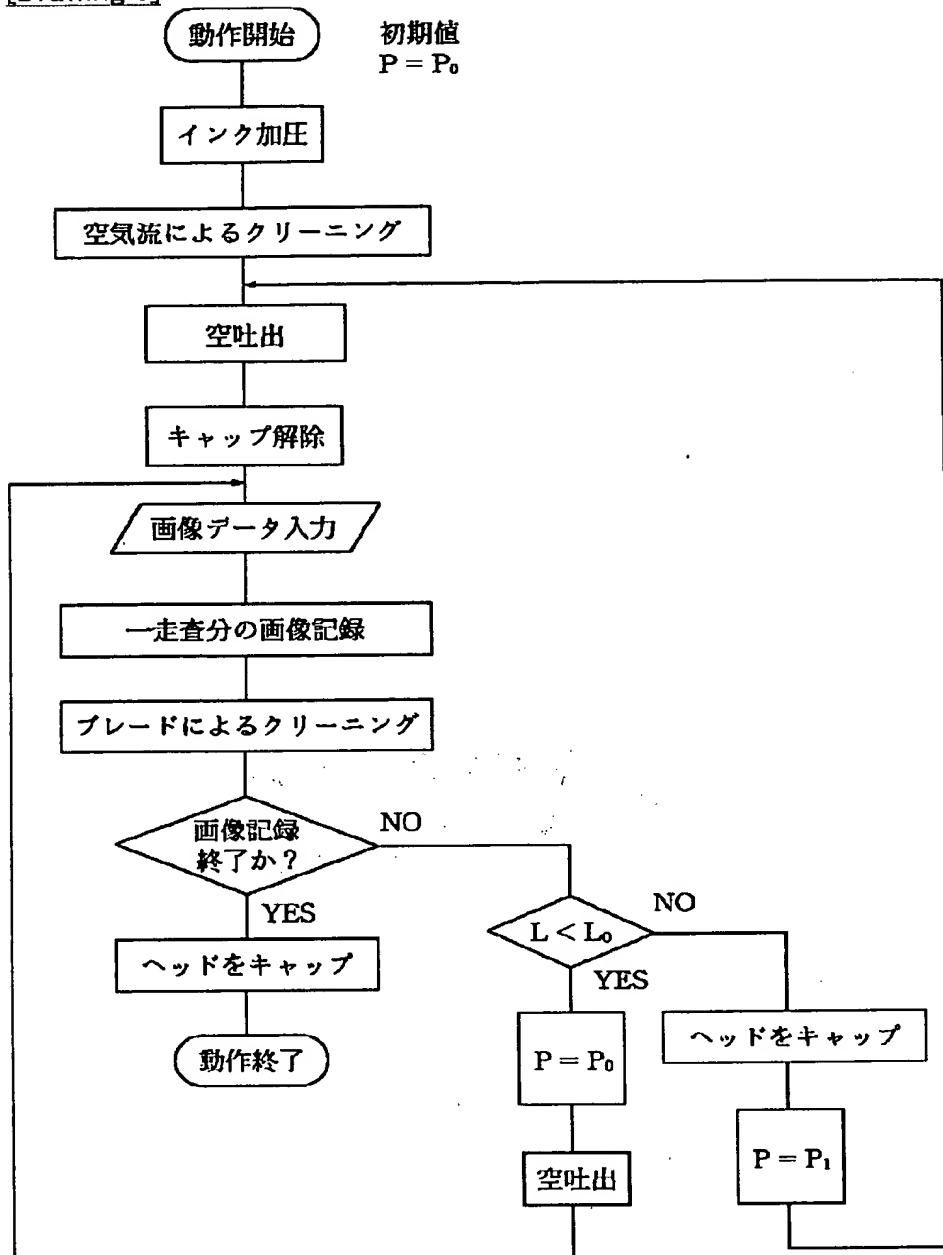 動作開始
初期値
P = P₀
インク加圧
空気流によるクリーニング
空吐出
キャップ解除
画像データ入力
一走査分の画像記録
ブレードによるクリーニング
画像記録
終了か?
NO
YES
ヘッドをキャップ
動作終了
L < L₀
NO
YES
P = P₀
空吐出
ヘッドをキャップ
P = P₁